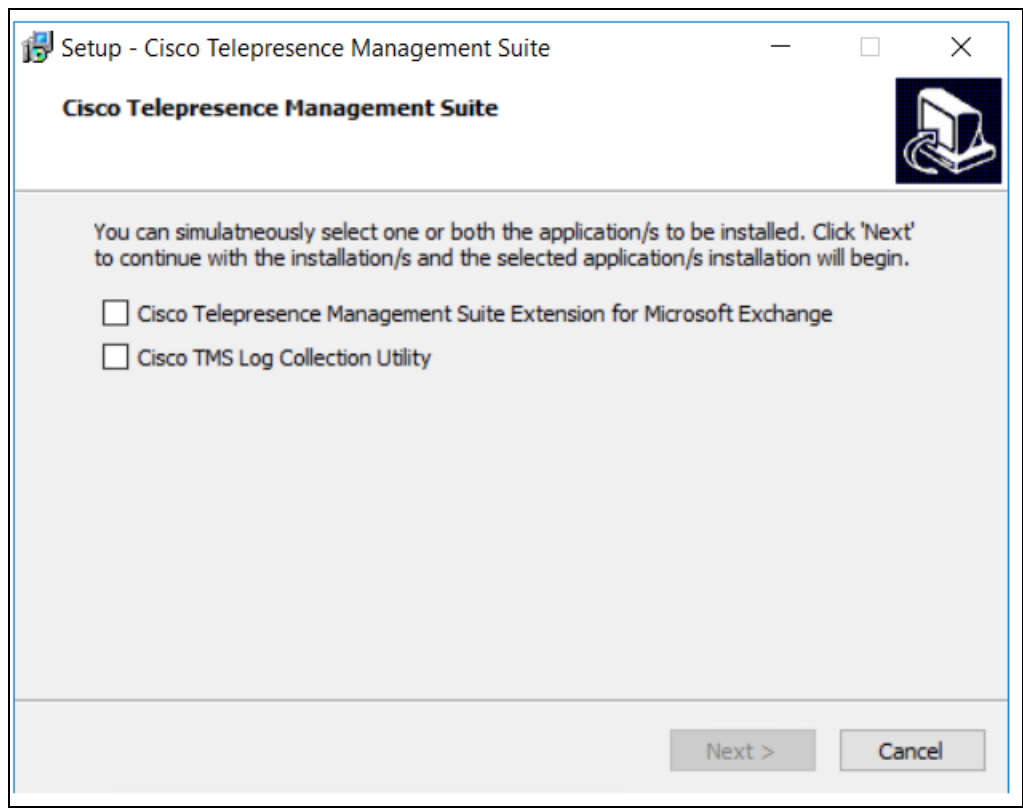 Setup - Cisco Telepresence Management Suite
Cisco Telepresence Management Suite
You can simulatneously select one or both the application/s to be installed. Click 'Next'
to continue with the installation/s and the selected application/s installation will begin.
Cisco Telepresence Management Suite Extension for Microsoft Exchange
Cisco TMS Log Collection Utility
Next >
Cancel